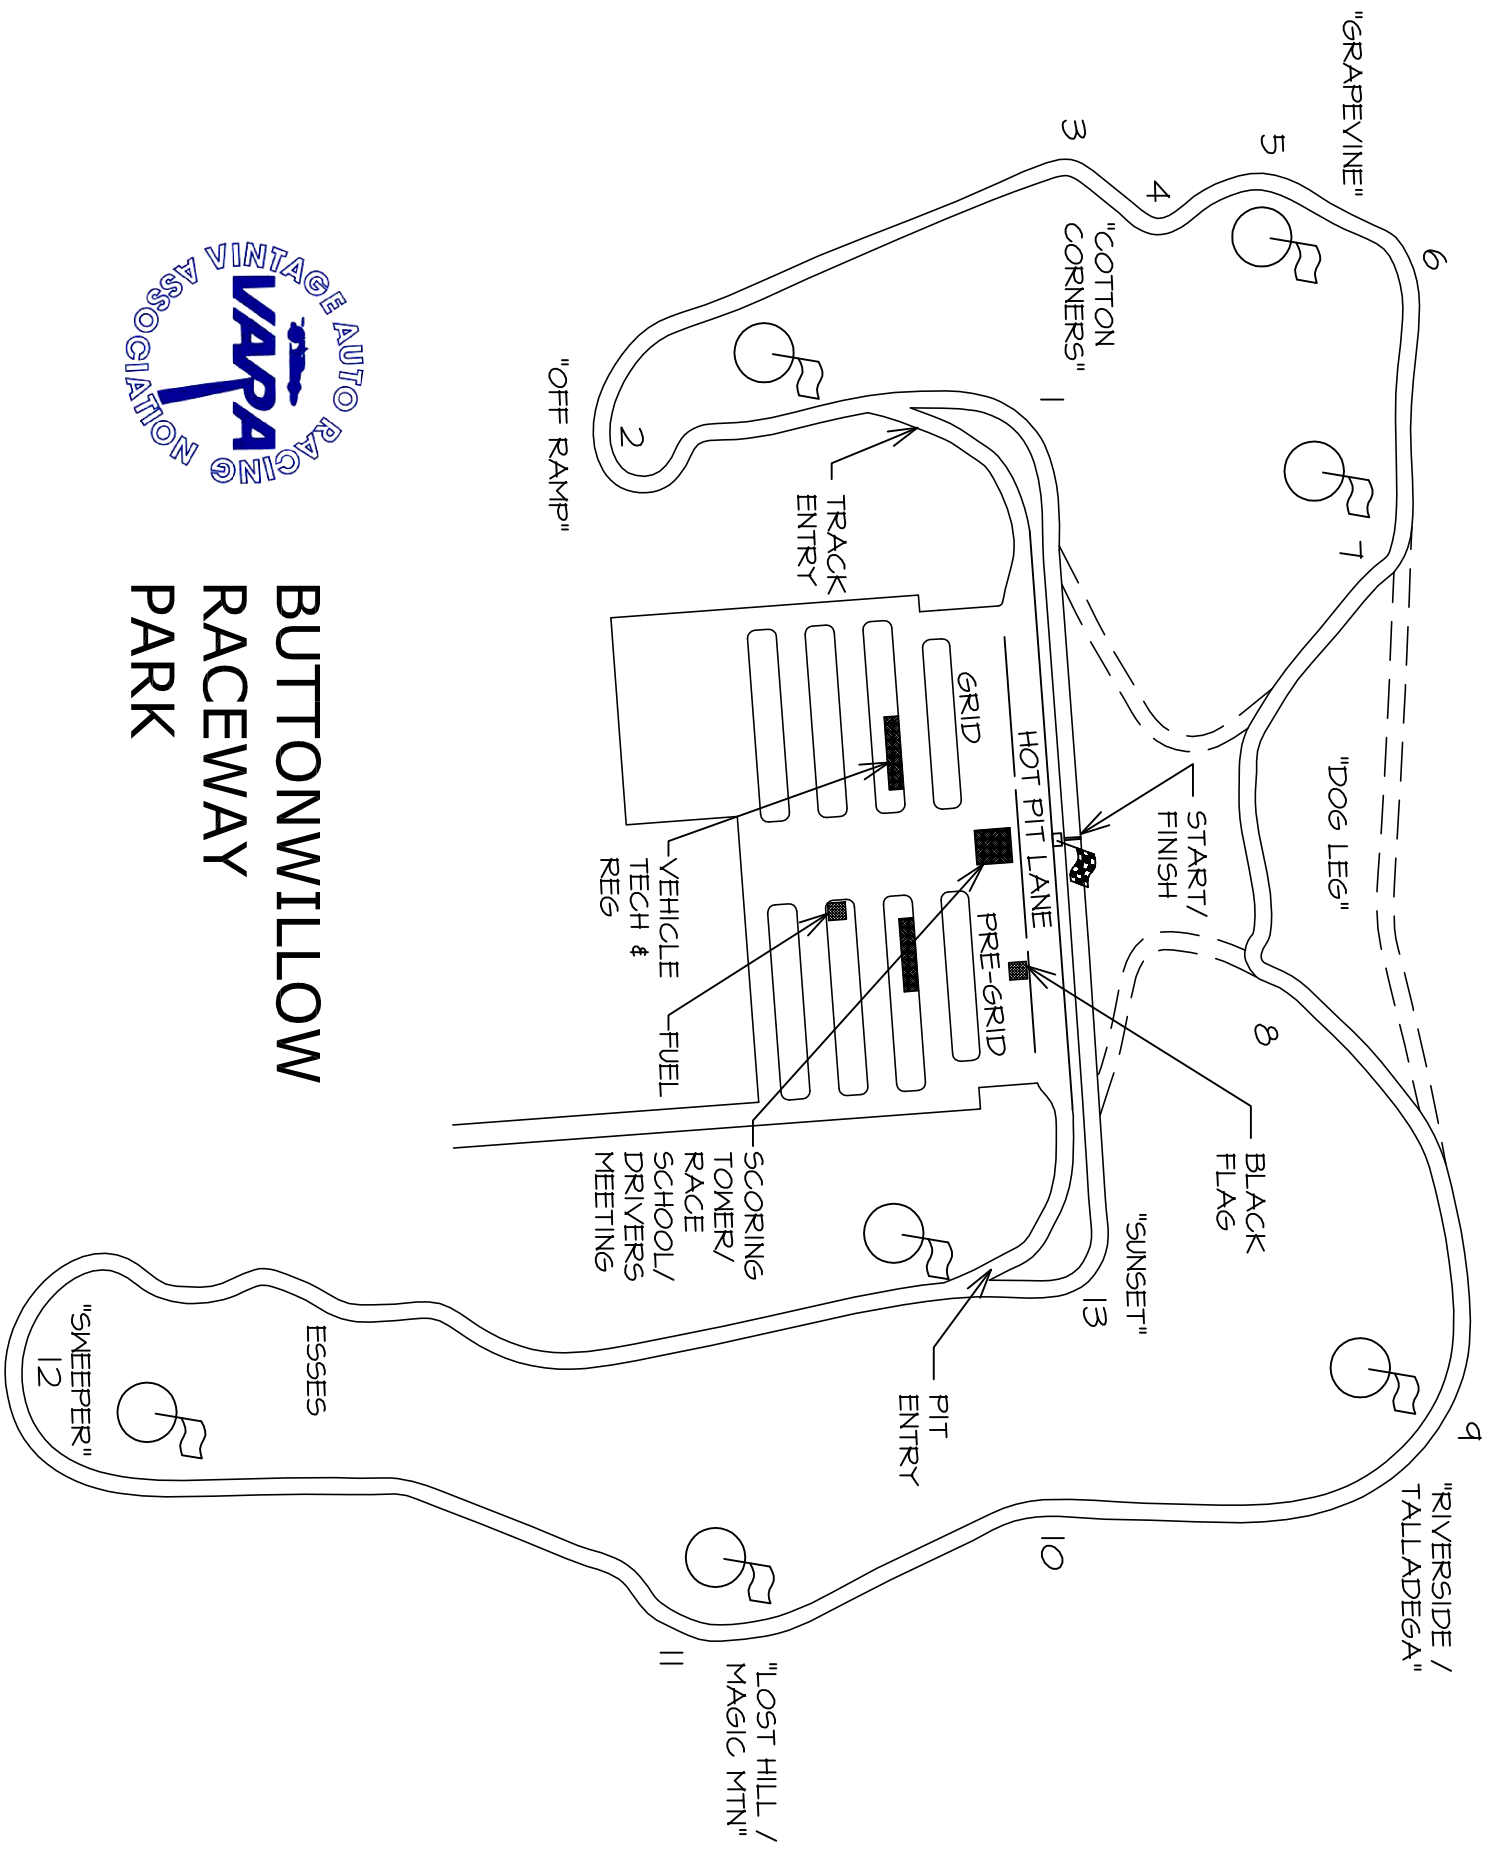 "GRAPEVINE"
6
5
4
3
"COTTON
CORNERS"
1
7
2
"OFF RAMP"
TRACK
ENTRY
"DOG LEG"
START/
FINISH
HOT PIT LANE
GRID
PRE-GRID
VEHICLE
TECH &
REG
FUEL
SCORING
TOWER/
RACE
SCHOOL/
DRIVERS
MEETING
8
BLACK
FLAG
"SUNSET"
13
PIT
ENTRY
9
"RIVERSIDE /
TALLADEGA"
10
11
"LOST HILL /
MAGIC MTN"
ESSES
"SWEEPER"
12
VINTAGE AUTO RACING ASSOCIATION
VARA
BUTTONWILLOW
RACEWAY
PARK